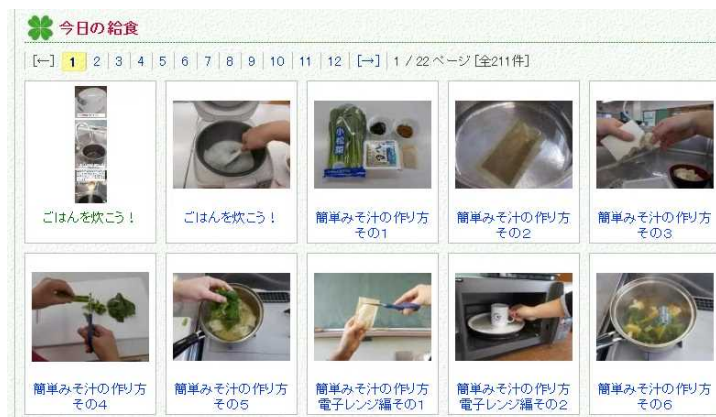 今日の給食
[←] 1 2 3 4 5 6 7 8 9 10 11 12 [→] 1 / 22 ページ [全211件]
小松菜
ごはんを炊こう！
ごはんを炊こう！
簡単みそ汁の作り方
その1
簡単みそ汁の作り方
その2
簡単みそ汁の作り方
その3
簡単みそ汁の作り方
その4
簡単みそ汁の作り方
その5
簡単みそ汁の作り方
電子レンジ編その1
簡単みそ汁の作り方
電子レンジ編その2
簡単みそ汁の作り方
その6